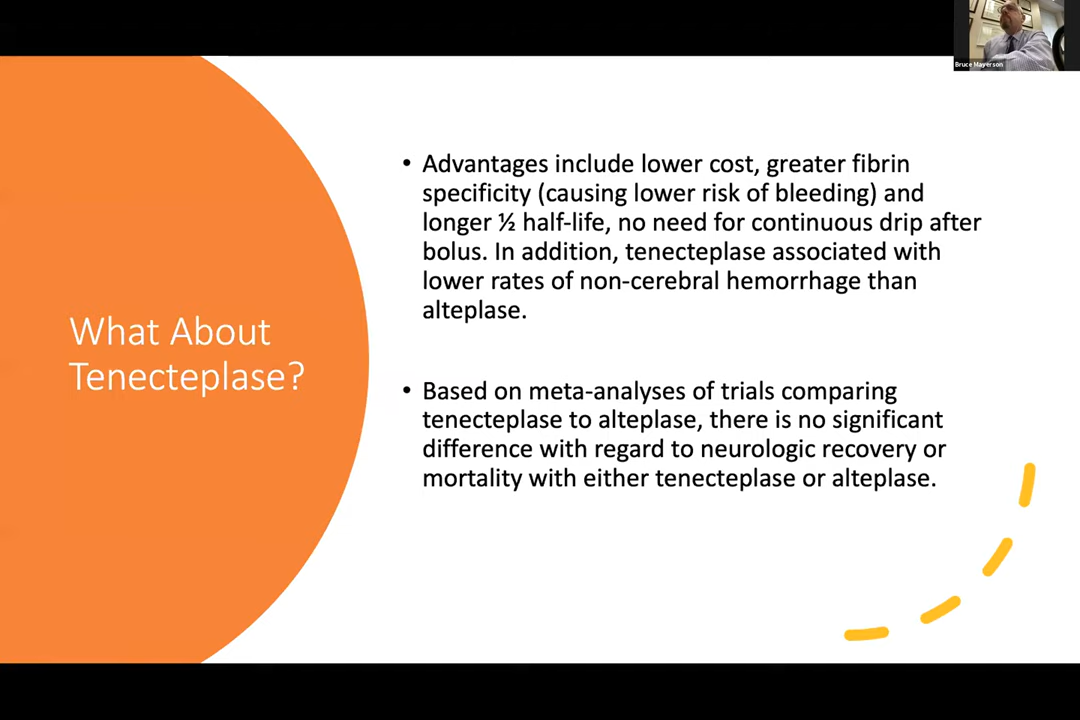 Bruce Mayerson
What About
Tenecteplase?
• Advantages include lower cost, greater fibrin
specificity (causing lower risk of bleeding) and
longer ½ half-life, no need for continuous drip after
bolus. In addition, tenecteplase associated with
lower rates of non-cerebral hemorrhage than
alteplase.
• Based on meta-analyses of trials comparing
tenecteplase to alteplase, there is no significant
difference with regard to neurologic recovery or
mortality with either tenecteplase or alteplase.